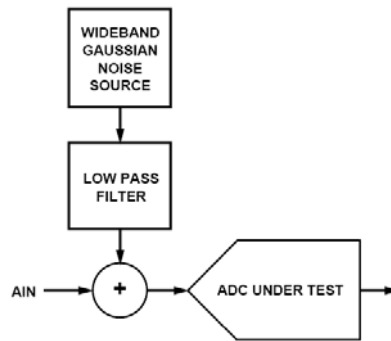 WIDEBAND
GAUSSIAN
NOISE
SOURCE
LOW PASS
FILTER
AIN
+
ADC UNDER TEST